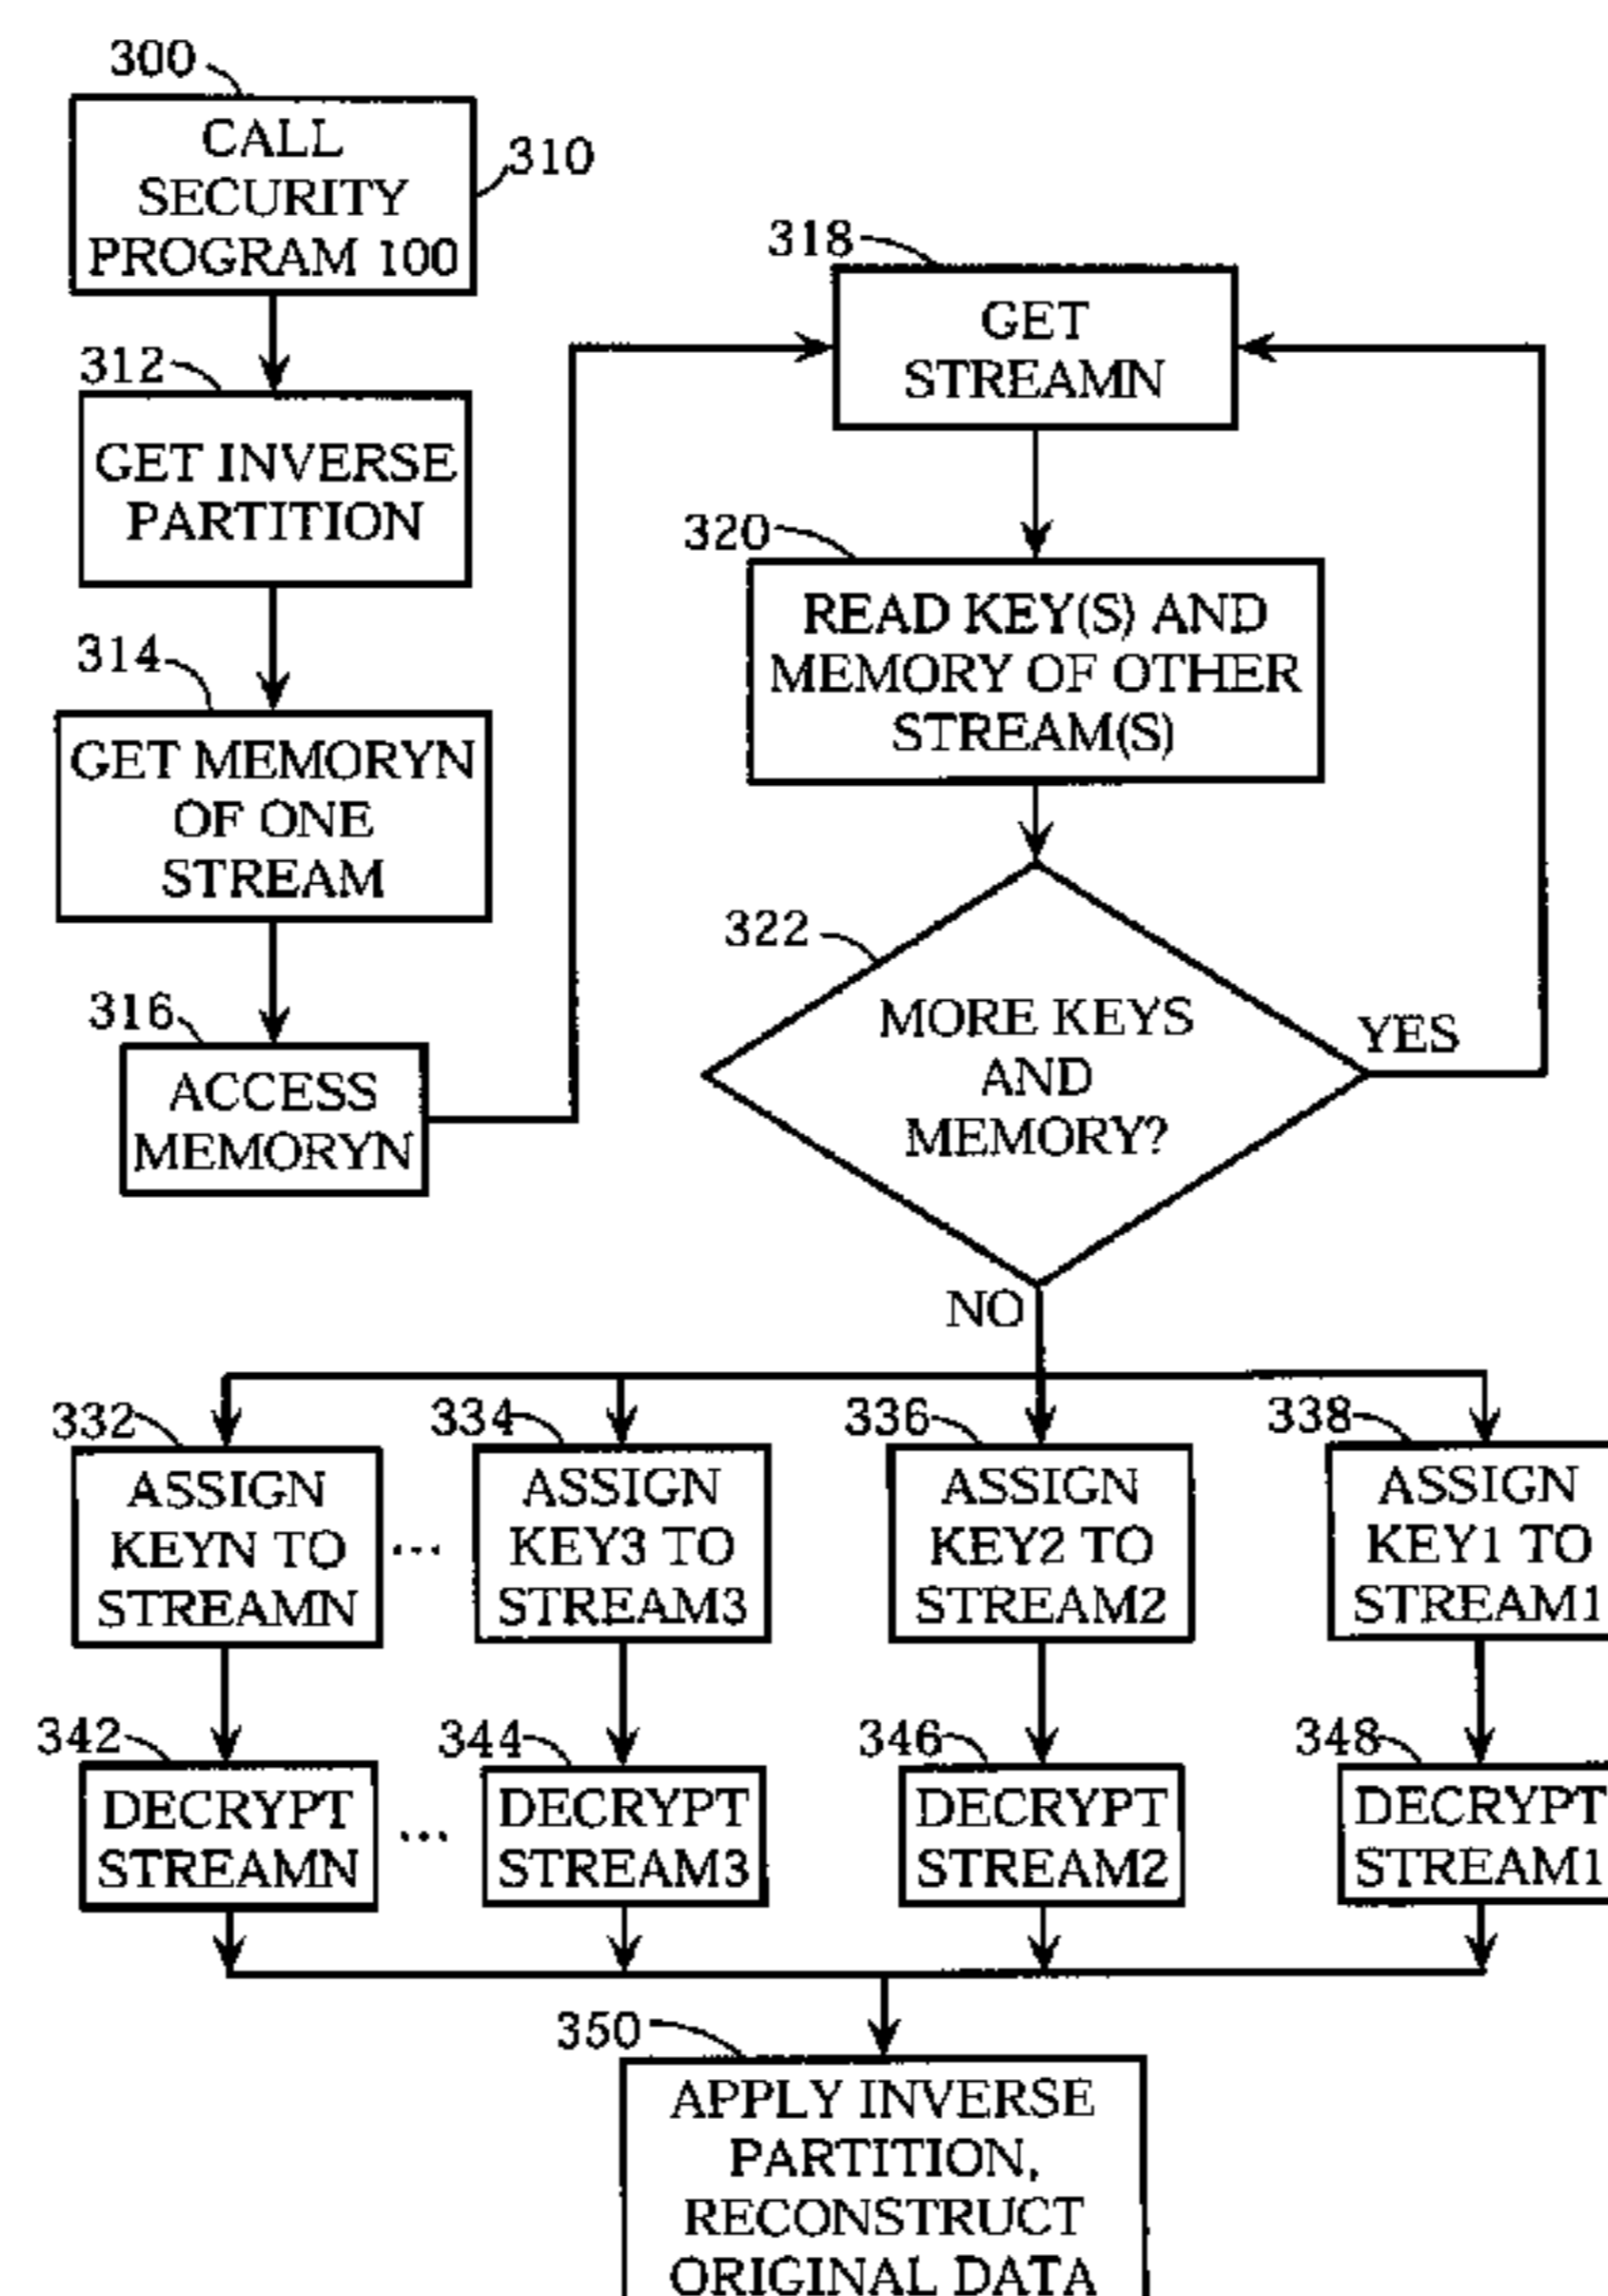 300
CALL
SECURITY
PROGRAM 100
310
312
GET INVERSE
PARTITION
314
GET MEMORYN
OF ONE
STREAM
316
ACCESS
MEMORYN
318
GET
STREAMN
320
READ KEY(S) AND
MEMORY OF OTHER
STREAM(S)
322
MORE KEYS
AND
MEMORY?
YES
NO
332
ASSIGN
KEYN TO
STREAMN
...
334
ASSIGN
KEY3 TO
STREAM3
336
ASSIGN
KEY2 TO
STREAM2
338
ASSIGN
KEY1 TO
STREAM1
342
DECRYPT
STREAMN
...
344
DECRYPT
STREAM3
346
DECRYPT
STREAM2
348
DECRYPT
STREAM1
350
APPLY INVERSE
PARTITION,
RECONSTRUCT
ORIGINAL DATA